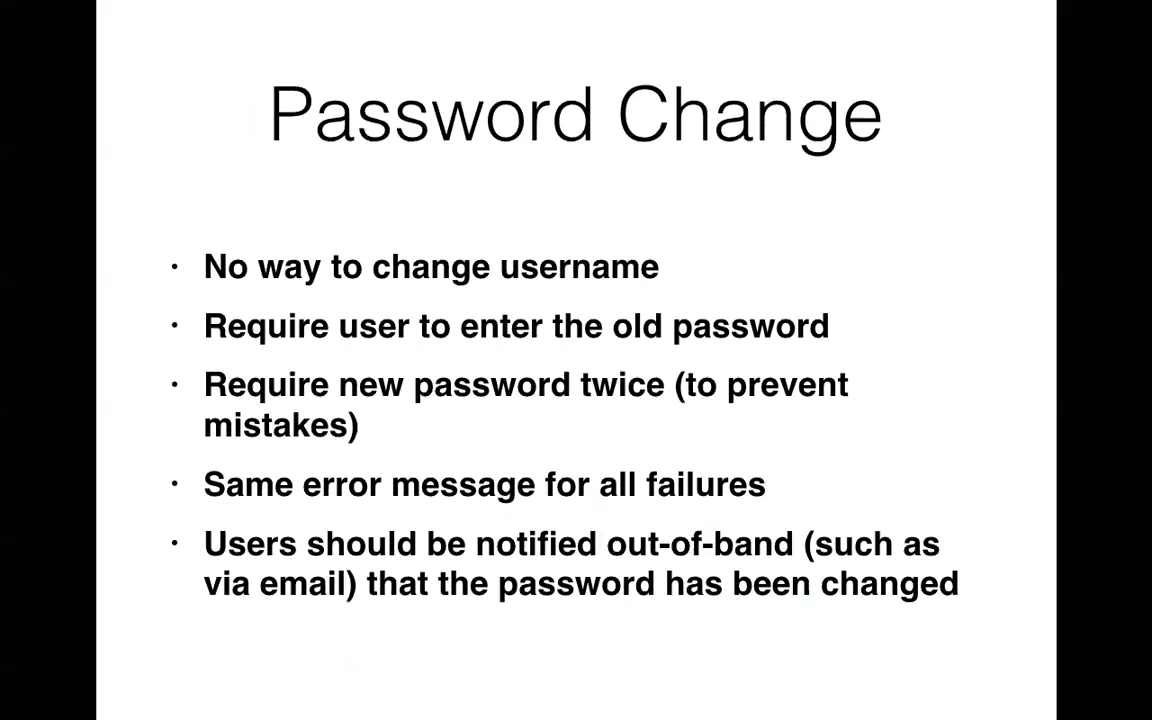 Password Change
· No way to change username
· Require user to enter the old password
· Require new password twice (to prevent
mistakes)
· Same error message for all failures
· Users should be notified out-of-band (such as
via email) that the password has been changed